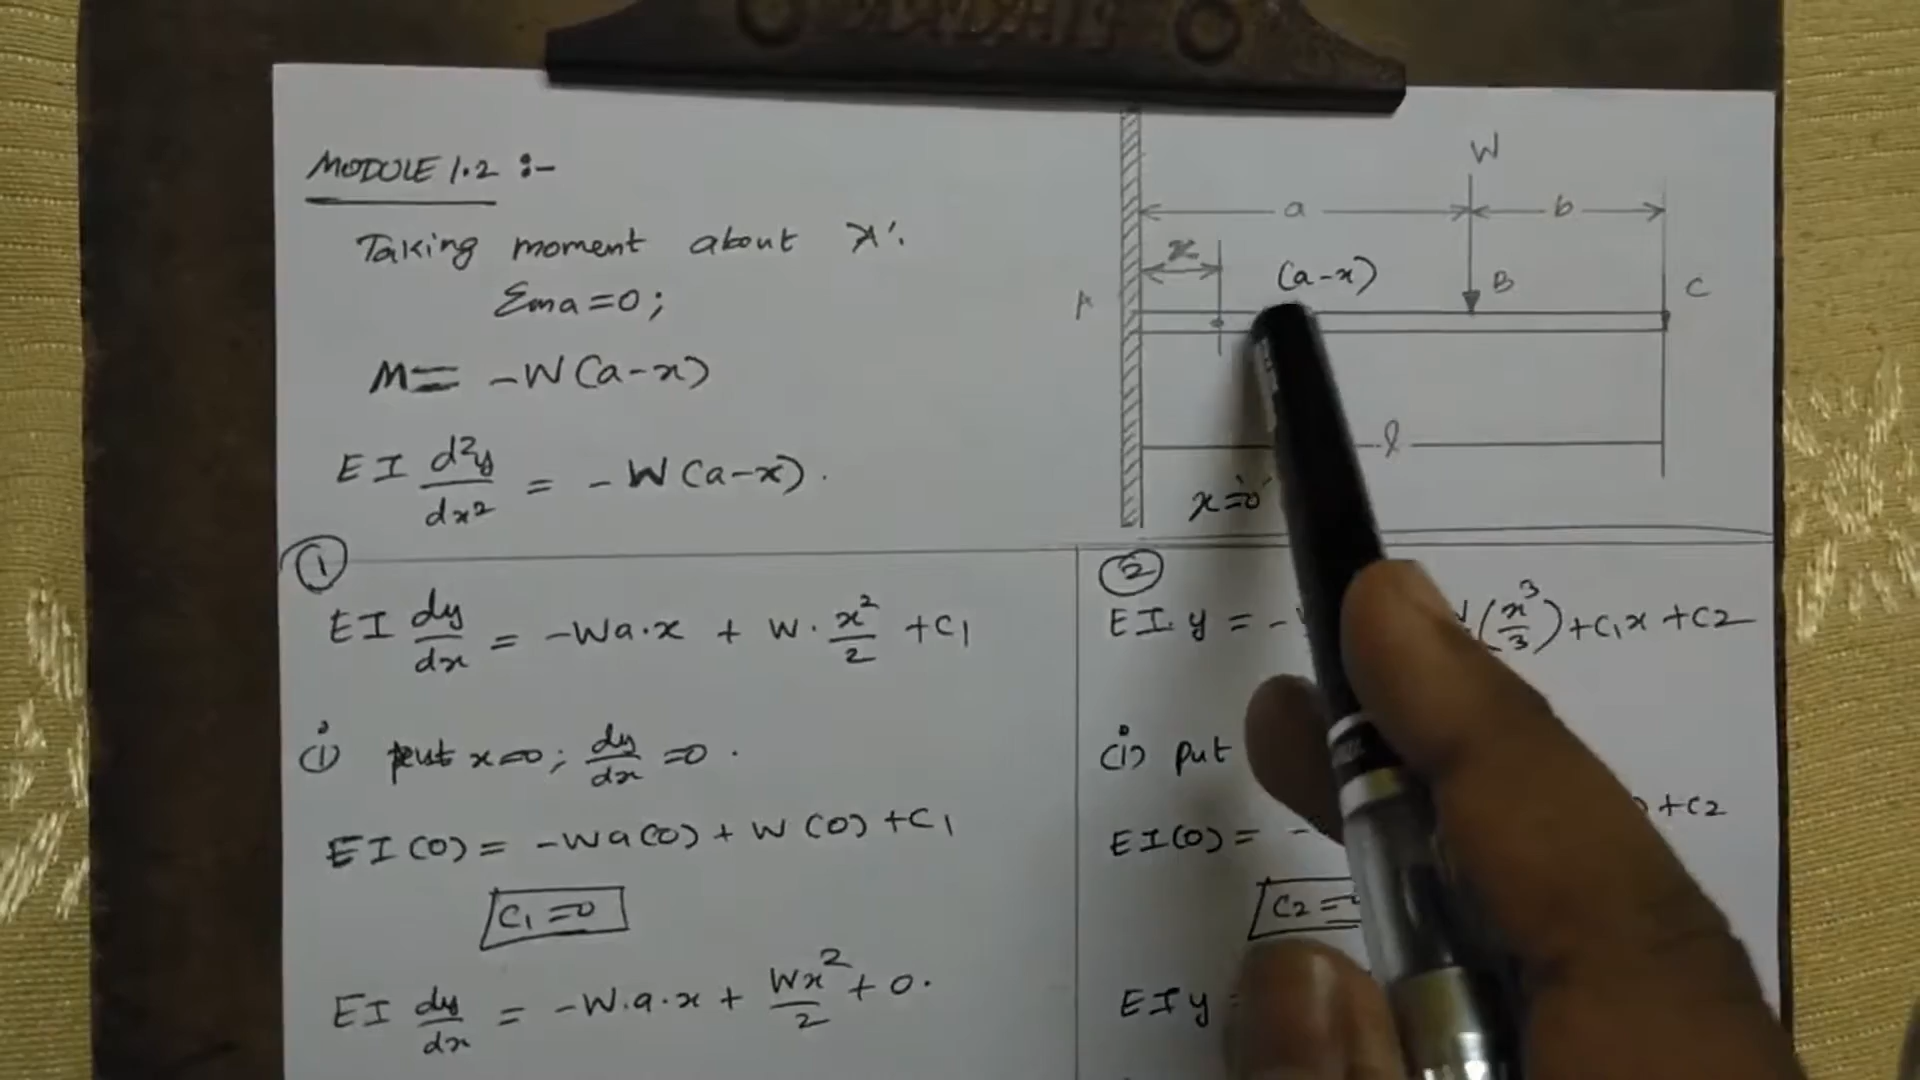 MODULE 1.2 :-
Taking moment about x'.
Σma=0;
M= -W(a-x)
EI d²y/dx² = -W(a-x).
W
a
b
x
(a-x)
B
C
l
x=0
①
EI dy/dx = -Wa·x + W·x²/2 +C1
(i) put x=0; dy/dx =0.
EI(0)= -Wa(0)+W(0)+C1
C1=0
EI dy/dx = -W.a.x + Wx²/2 + 0.
②
EI.y = - (x³/3)+C1x+C2
(i) put
EI(0)= - +C2
C2=
EIy =